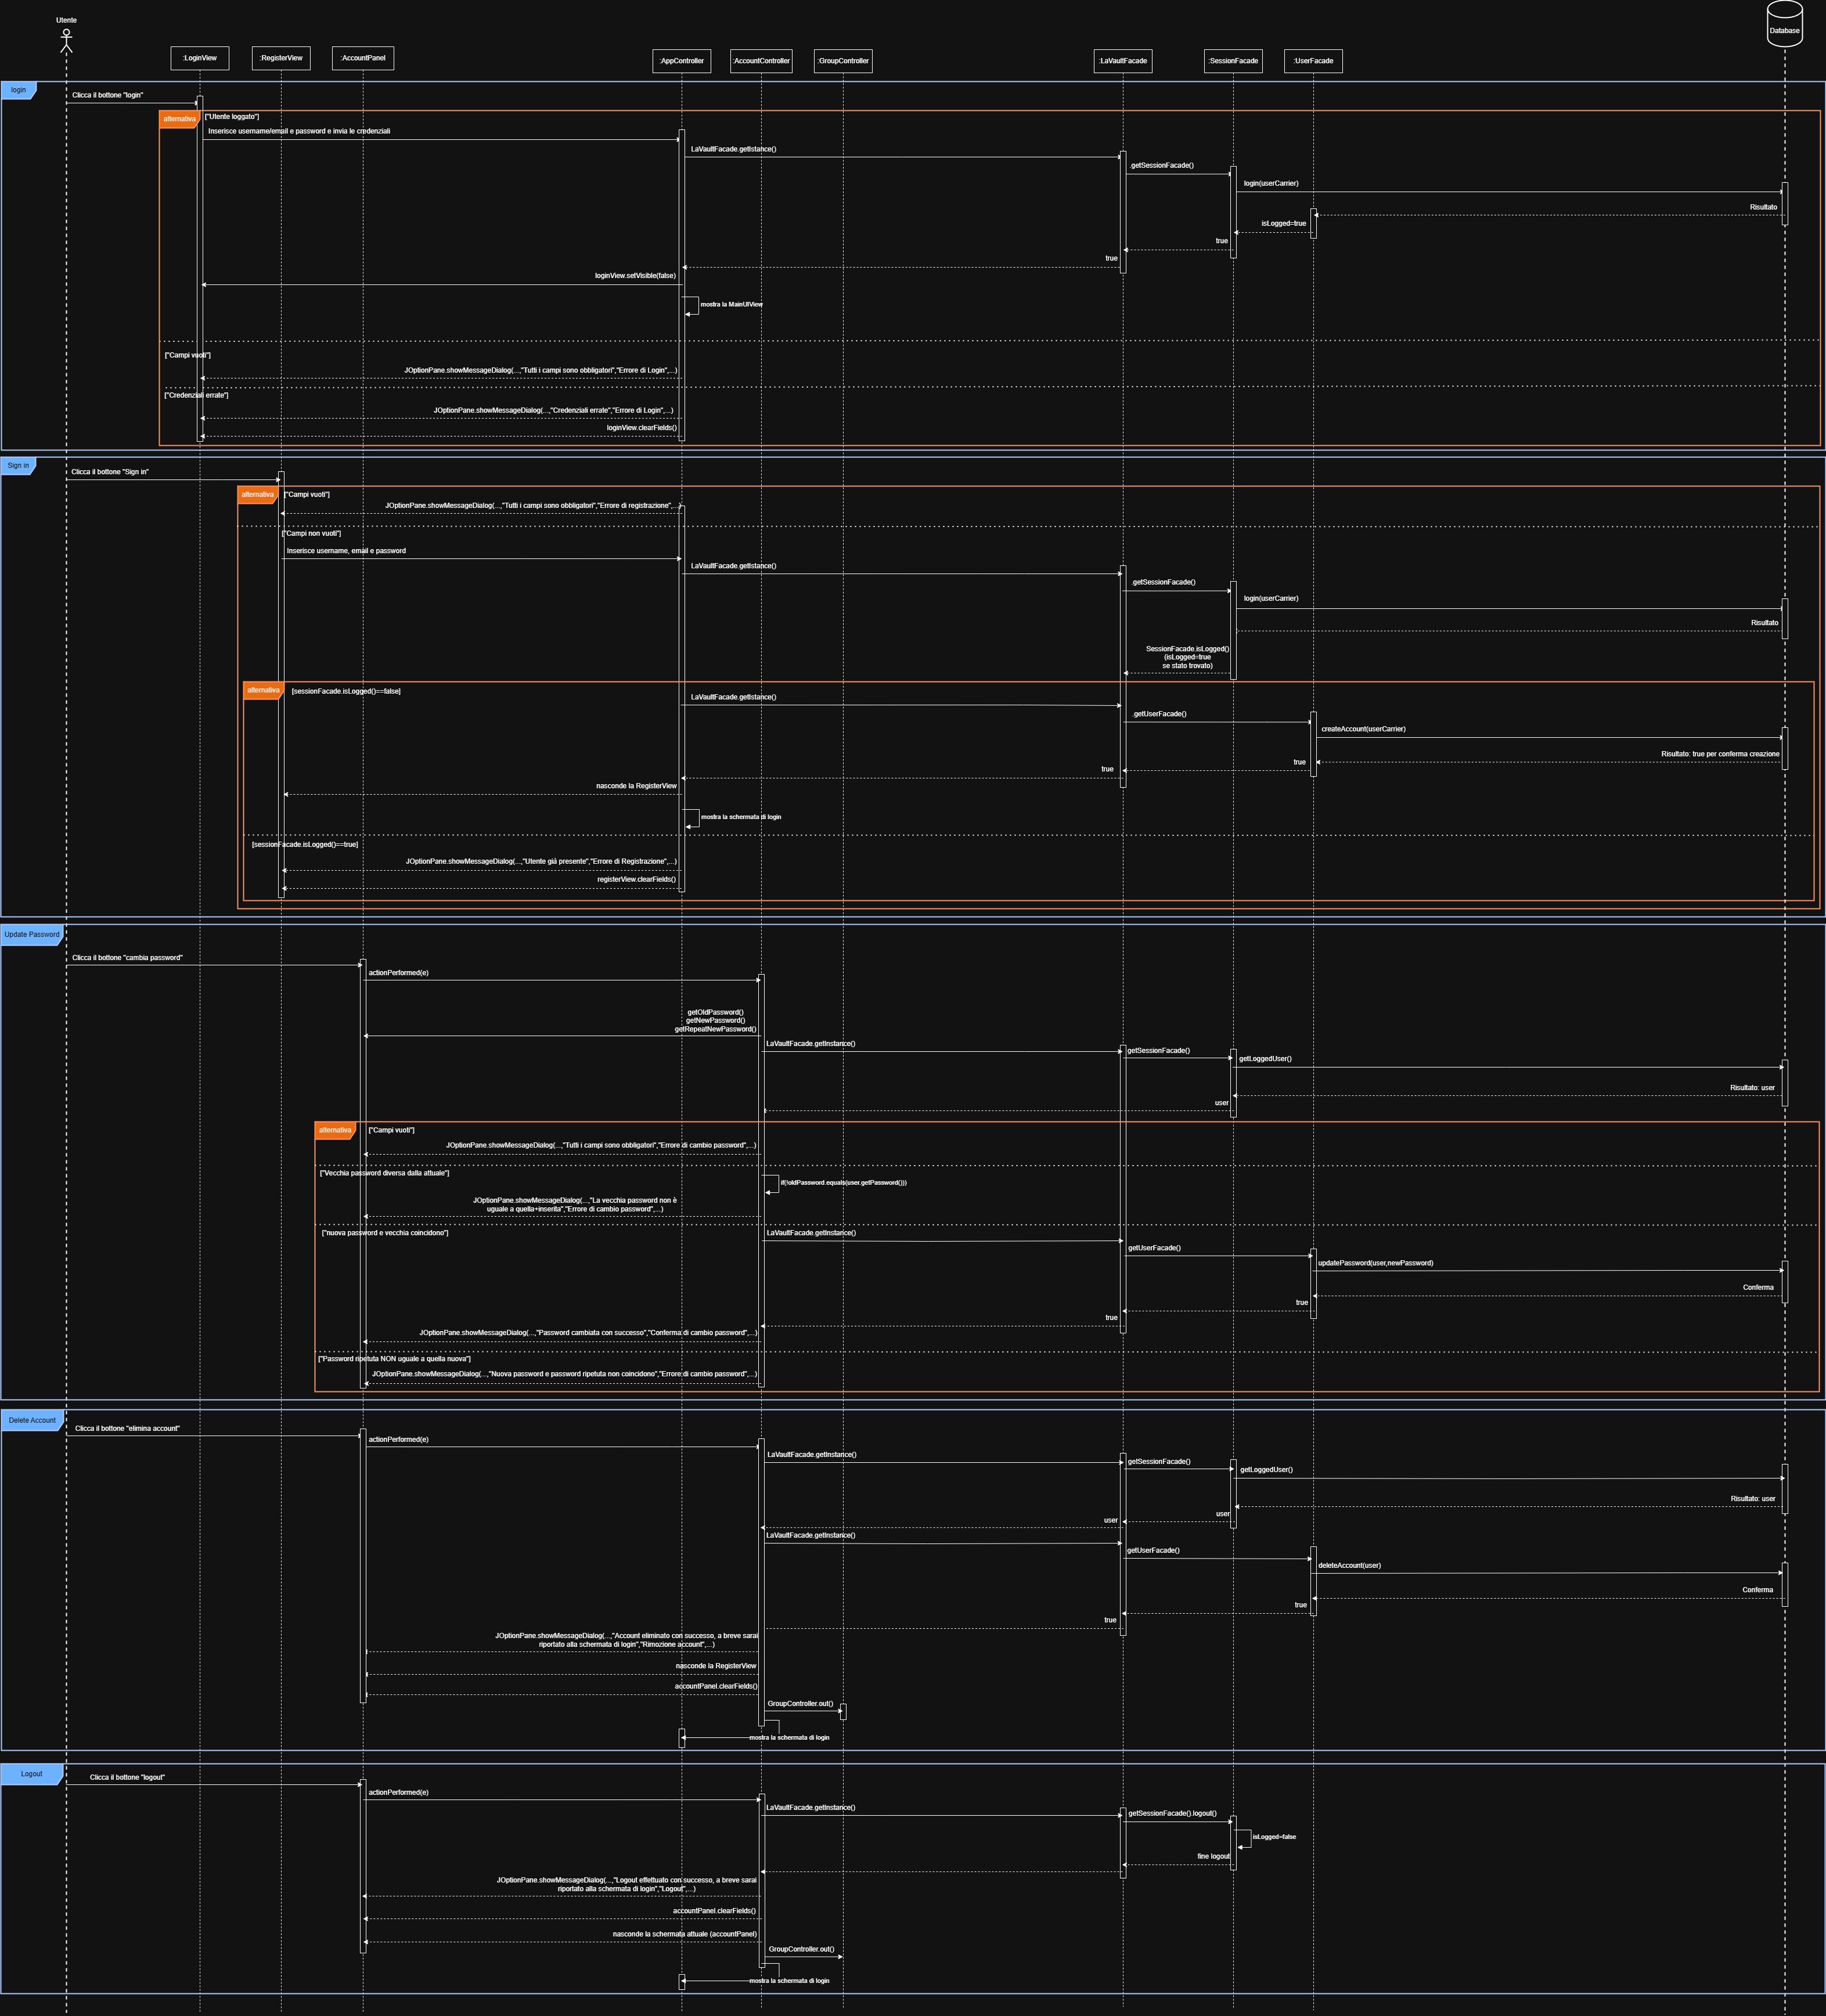 Utente
Database
:LoginView
:RegisterView
:AccountPanel
:AppController
:AccountController
:GroupController
:LaVaultFacade
:SessionFacade
:UserFacade
login
Clicca il bottone "login"
alternativa
["Utente loggato"]
Inserisce username/email e password e invia le credenziali
LaVaultFacade.getIstance()
.getSessionFacade()
login(userCarrier)
Risultato
isLogged=true
true
true
loginView.setVisible(false)
mostra la MainUIView
["Campi vuoti"]
JOptionPane.showMessageDialog(...,"Tutti i campi sono obbligatori","Errore di Login",...)
["Credenziali errate"]
JOptionPane.showMessageDialog(...,"Credenziali errate","Errore di Login",...)
loginView.clearFields()
Sign in
Clicca il bottone "Sign in"
alternativa
["Campi vuoti"]
JOptionPane.showMessageDialog(...,"Tutti i campi sono obbligatori","Errore di registrazione",...)
["Campi non vuoti"]
Inserisce username, email e password
LaVaultFacade.getIstance()
.getSessionFacade()
login(userCarrier)
Risultato
SessionFacade.isLogged()
(isLogged=true
se stato trovato)
alternativa
[sessionFacade.isLogged()==false]
LaVaultFacade.getIstance()
.getUserFacade()
createAccount(userCarrier)
Risultato: true per conferma creazione
true
true
nasconde la RegisterView
mostra la schermata di login
[sessionFacade.isLogged()==true]
JOptionPane.showMessageDialog(...,"Utente già presente","Errore di Registrazione",...)
registerView.clearFields()
Update Password
Clicca il bottone "cambia password"
actionPerformed(e)
getOldPassword()
getNewPassword()
getRepeatNewPassword()
LaVaultFacade.getInstance()
getSessionFacade()
getLoggedUser()
Risultato: user
user
alternativa
["Campi vuoti"]
JOptionPane.showMessageDialog(...,"Tutti i campi sono obbligatori","Errore di cambio password",...)
["Vecchia password diversa dalla attuale"]
if(!oldPassword.equals(user.getPassword()))
JOptionPane.showMessageDialog(...,"La vecchia password non è
uguale a quella+inserita","Errore di cambio password",...)
["nuova password e vecchia coincidono"]
LaVaultFacade.getInstance()
getUserFacade()
updatePassword(user,newPassword)
Conferma
true
true
JOptionPane.showMessageDialog(...,"Password cambiata con successo","Conferma di cambio password",...)
["Password ripetuta NON uguale a quella nuova"]
JOptionPane.showMessageDialog(...,"Nuova password e password ripetuta non coincidono","Errore di cambio password",...)
Delete Account
Clicca il bottone "elimina account"
actionPerformed(e)
LaVaultFacade.getInstance()
getSessionFacade()
getLoggedUser()
Risultato: user
user
user
LaVaultFacade.getInstance()
getUserFacade()
deleteAccount(user)
Conferma
true
true
JOptionPane.showMessageDialog(...,"Account eliminato con successo, a breve sarai
riportato alla schermata di login","Rimozione account",...)
nasconde la RegisterView
accountPanel.clearFields()
GroupController.out()
mostra la schermata di login
Logout
Clicca il bottone "logout"
actionPerformed(e)
LaVaultFacade.getInstance()
getSessionFacade().logout()
isLogged=false
fine logout
JOptionPane.showMessageDialog(...,"Logout effettuato con successo, a breve sarai
riportato alla schermata di login","Logout",...)
accountPanel.clearFields()
nasconde la schermata attuale (accountPanel)
GroupController.out()
mostra la schermata di login